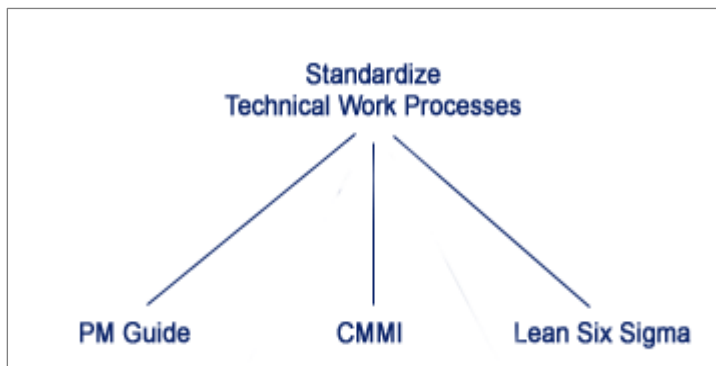 Standardize
Technical Work Processes
PM Guide CMMI Lean Six Sigma